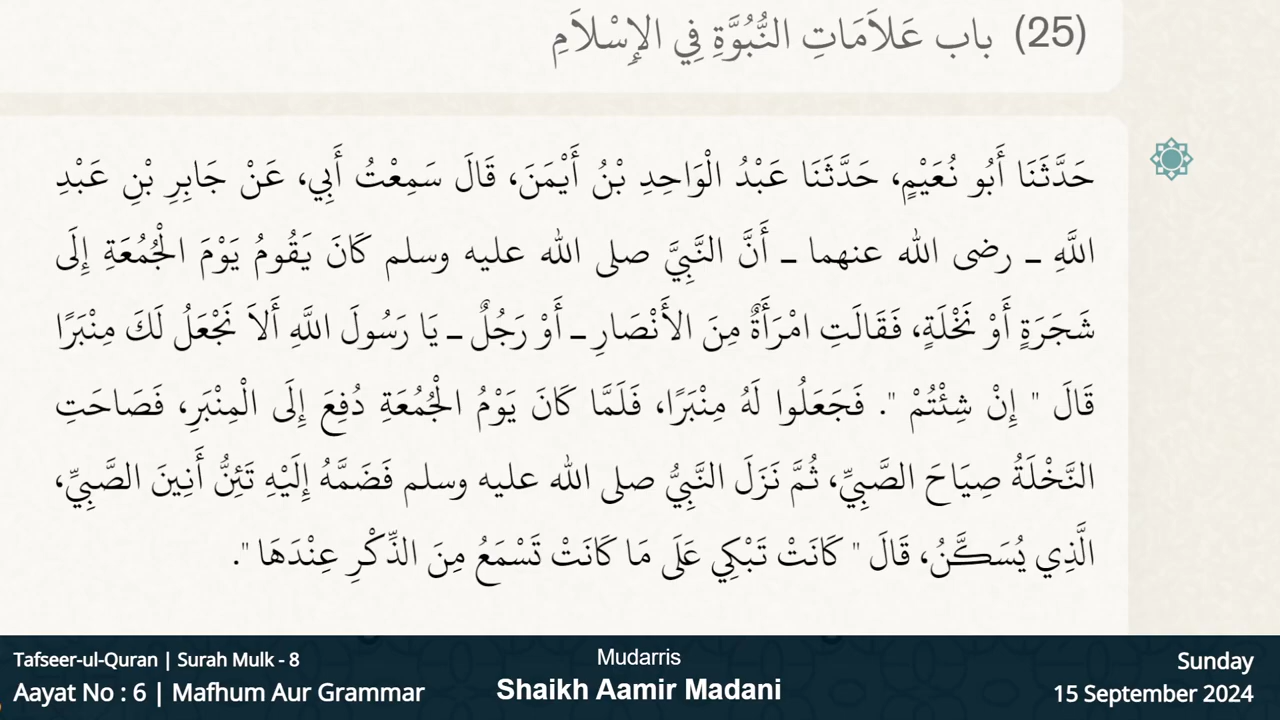 (25) باب عَلاَمَاتِ النُّبُوَّةِ فِي الإِسْلاَمِ
حَدَّثَنَا أَبُو نُعَيْمٍ، حَدَّثَنَا عَبْدُ الْوَاحِدِ بْنُ أَيْمَنَ، قَالَ سَمِعْتُ أَبِي، عَنْ جَابِرِ بْنِ عَبْدِ
اللَّهِ ـ رضى الله عنهما ـ أَنَّ النَّبِيَّ صلى الله عليه وسلم كَانَ يَقُومُ يَوْمَ الْجُمُعَةِ إِلَى
شَجَرَةٍ أَوْ نَخْلَةٍ، فَقَالَتِ امْرَأَةٌ مِنَ الأَنْصَارِ ـ أَوْ رَجُلٌ ـ يَا رَسُولَ اللَّهِ أَلاَ نَجْعَلُ لَكَ مِنْبَرًا
قَالَ " إِنْ شِئْتُمْ ". فَجَعَلُوا لَهُ مِنْبَرًا، فَلَمَّا كَانَ يَوْمُ الْجُمُعَةِ دُفِعَ إِلَى الْمِنْبَرِ، فَصَاحَتِ
النَّخْلَةُ صِيَاحَ الصَّبِيِّ، ثُمَّ نَزَلَ النَّبِيُّ صلى الله عليه وسلم فَضَمَّهُ إِلَيْهِ تَئِنُّ أَنِينَ الصَّبِيِّ،
الَّذِي يُسَكَّنُ، قَالَ " كَانَتْ تَبْكِي عَلَى مَا كَانَتْ تَسْمَعُ مِنَ الذِّكْرِ عِنْدَهَا ".
Tafseer-ul-Quran | Surah Mulk - 8
Aayat No : 6 | Mafhum Aur Grammar
Mudarris
Shaikh Aamir Madani
Sunday
15 September 2024